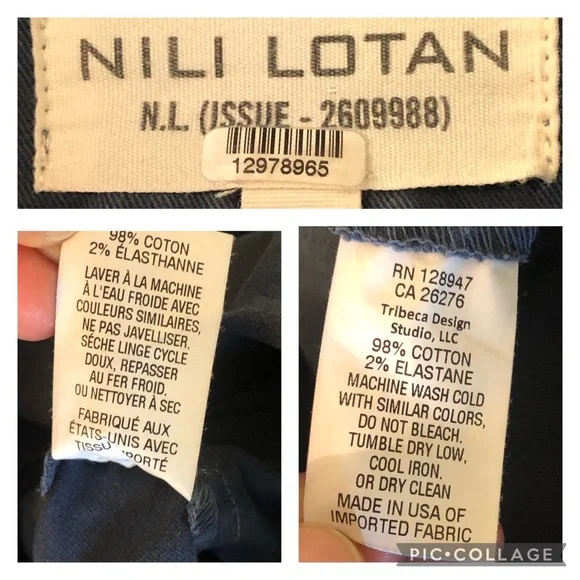 NILI LOTAN
N.L. (ISSUE - 2609988)
12978965
98% COTON
2% ÉLASTHANNE
LAVER À LA MACHINE
À L'EAU FROIDE AVEC
COULEURS SIMILAIRES,
NE PAS JAVELLISER,
SÉCHE LINGE CYCLE
DOUX, REPASSER
AU FER FROID.
OU NETTOYER À SEC
FABRIQUÉ AUX
ÉTATS-UNIS AVEC
RN 128947
CA 26276
Tribeca Design
Studio, LLC
98% COTTON
2% ELASTANE
MACHINE WASH COLD
WITH SIMILAR COLORS,
DO NOT BLEACH.
TUMBLE DRY LOW,
COOL IRON.
OR DRY CLEAN
MADE IN USA OF
IMPORTED FABRIC
PIC•COLLAGE